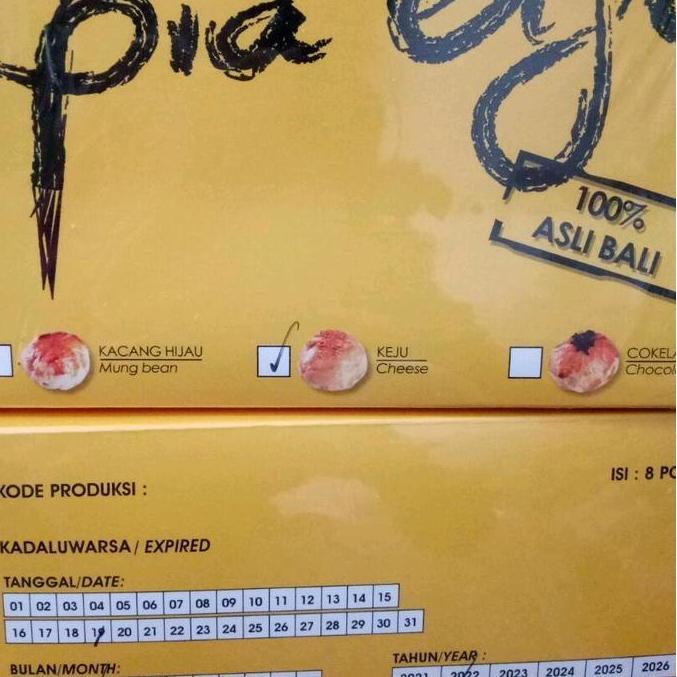 pia
100%
ASLI BALI
KACANG HIJAU
Mung bean
KEJU
Cheese
ISI : 8
KODE PRODUKSI :
KADALUWARSA / EXPIRED
TANGGAL/DATE:
01 02 03 04 05 06 07 08 09 10 11 12 13 14 15
16 17 18 19 20 21 22 23 24 25 26 27 28 29 30 31
BULAN/MONTH:
TAHUN/YEAR :
2021 2022 2023 2024 2025 2026